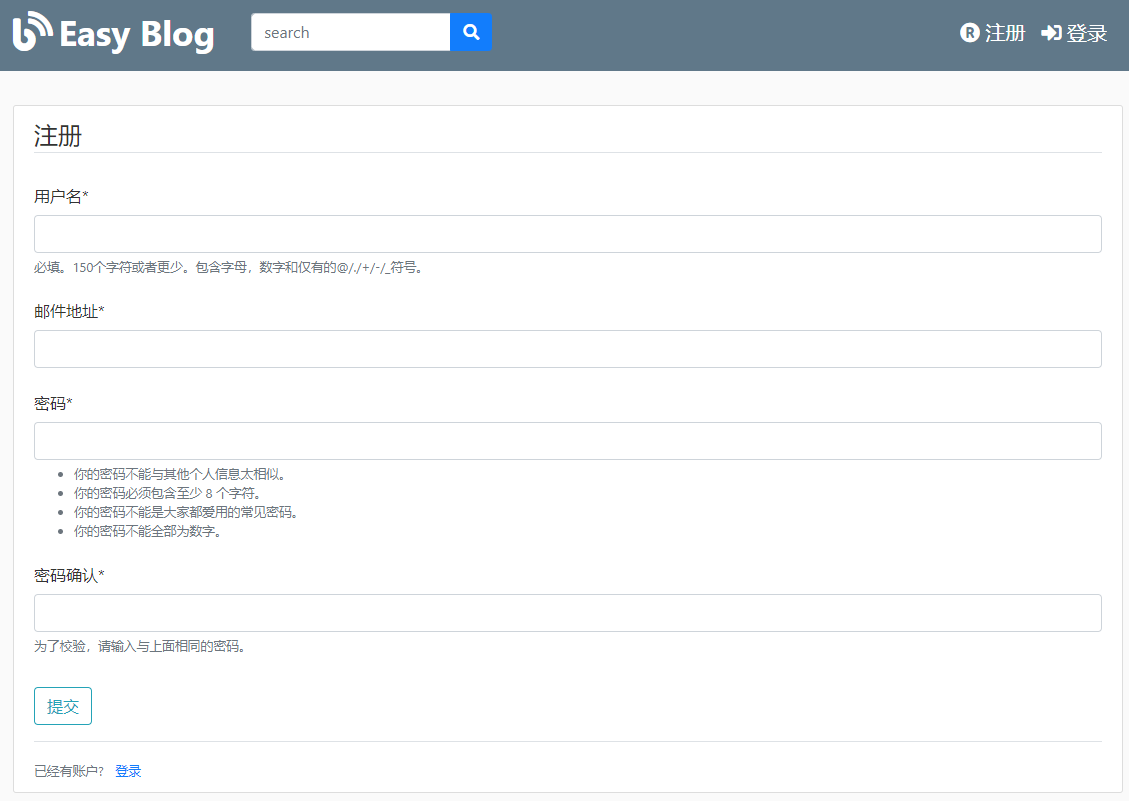 Easy Blog search 注册 登录
注册
用户名*
必填。150个字符或者更少。包含字母，数字和仅有的@/./+/-/_符号。
邮件地址*
密码*
你的密码不能与其他个人信息太相似。
你的密码必须包含至少 8 个字符。
你的密码不能是大家都爱用的常见密码。
你的密码不能全部为数字。
密码确认*
为了校验，请输入与上面相同的密码。
提交
已经有账户? 登录